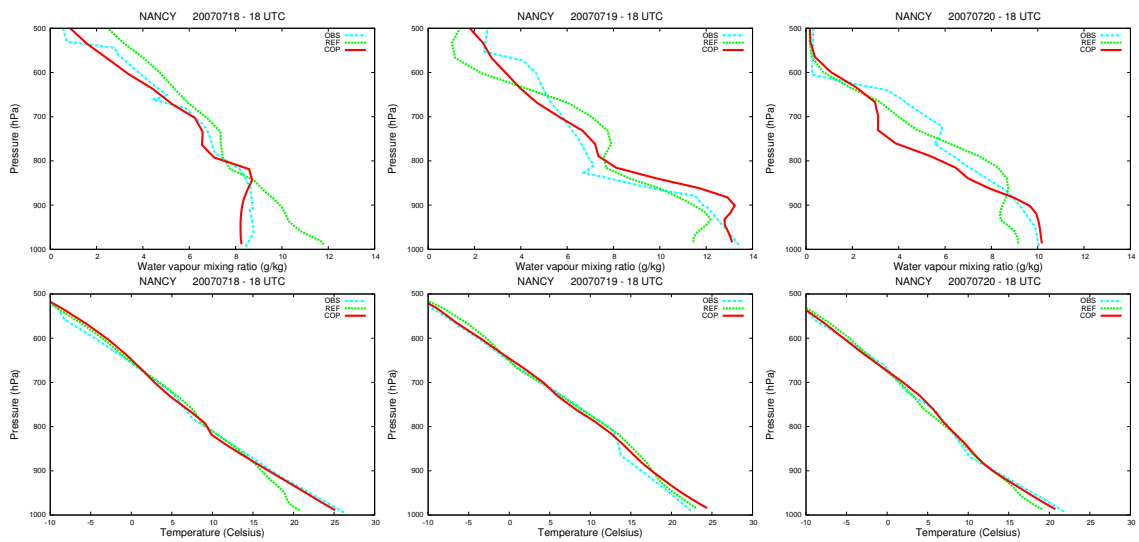 NANCY 20070718 - 18 UTC
500
600
700
800
900
1000
Pressure (hPa)
0 2 4 6 8 10 12 14
Water vapour mixing ratio (g/kg)
OBS
REF
COP
NANCY 20070719 - 18 UTC
500
600
700
800
900
1000
Pressure (hPa)
0 2 4 6 8 10 12 14
Water vapour mixing ratio (g/kg)
OBS
REF
COP
NANCY 20070720 - 18 UTC
500
600
700
800
900
1000
Pressure (hPa)
0 2 4 6 8 10 12 14
Water vapour mixing ratio (g/kg)
OBS
REF
COP
NANCY 20070718 - 18 UTC
500
600
700
800
900
1000
Pressure (hPa)
-10 -5 0 5 10 15 20 25 30
Temperature (Celsius)
OBS
REF
COP
NANCY 20070719 - 18 UTC
500
600
700
800
900
1000
Pressure (hPa)
-10 -5 0 5 10 15 20 25 30
Temperature (Celsius)
OBS
REF
COP
NANCY 20070720 - 18 UTC
500
600
700
800
900
1000
Pressure (hPa)
-10 -5 0 5 10 15 20 25 30
Temperature (Celsius)
OBS
REF
COP